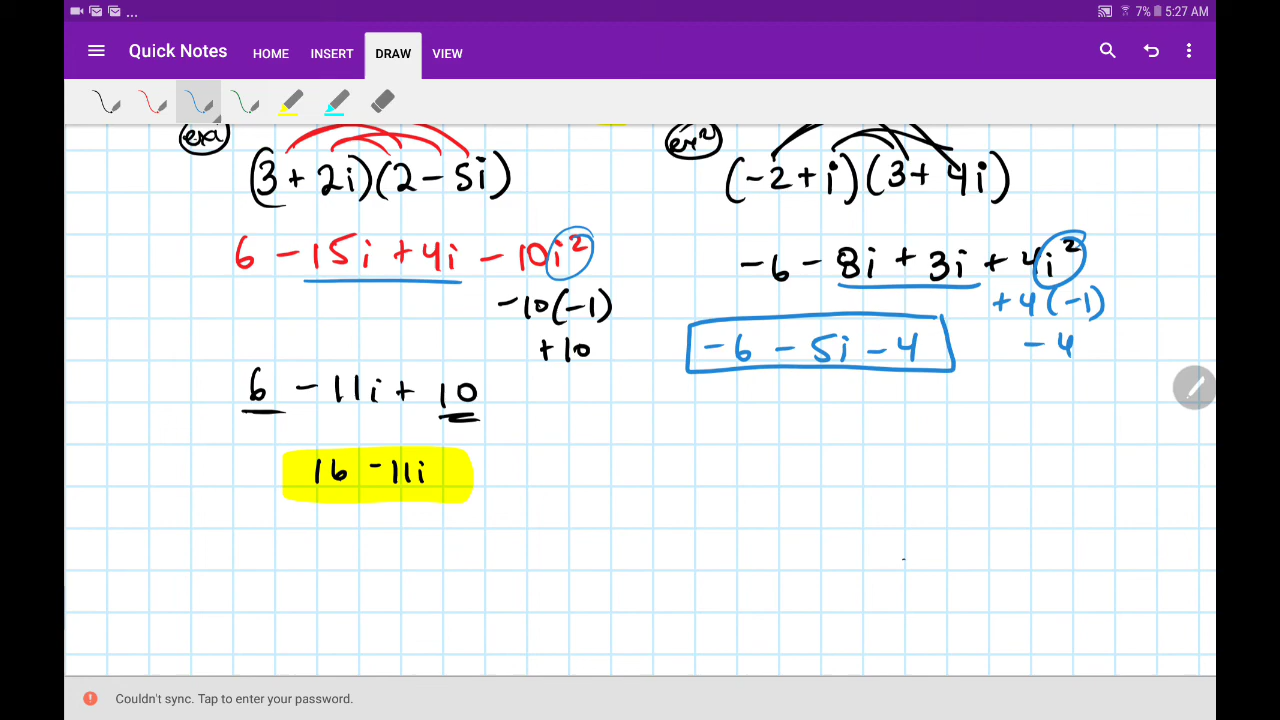 ... 7% 5:27 AM
Quick Notes HOME INSERT DRAW VIEW
ex1
(3 + 2i)(2 - 5i)
6 - 15i + 4i - 10i²
-10(-1)
+10
6 - 11i + 10
16 - 11i
ex2
(-2 + i)(3 + 4i)
-6 - 8i + 3i + 4i²
+4(-1)
-4
-6 - 5i - 4
Couldn't sync. Tap to enter your password.